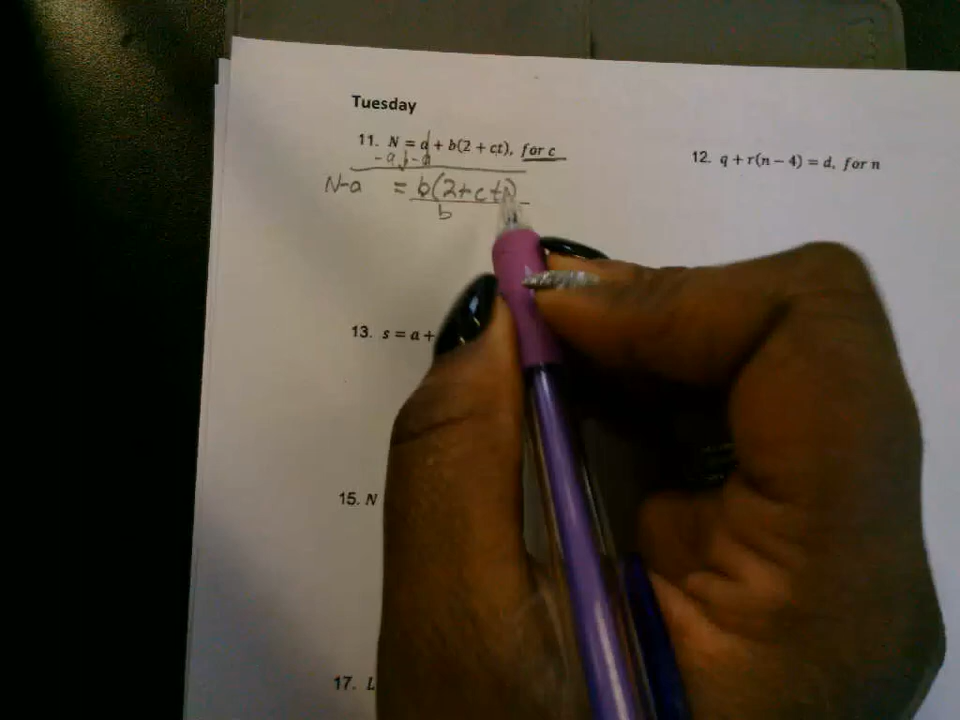 Tuesday
11. N = a + b(2 + ct), for c
12. q + r(n − 4) = d, for n
-a -a
N-a = b(2+ct)
b
13. s = a +
15. N
17. L